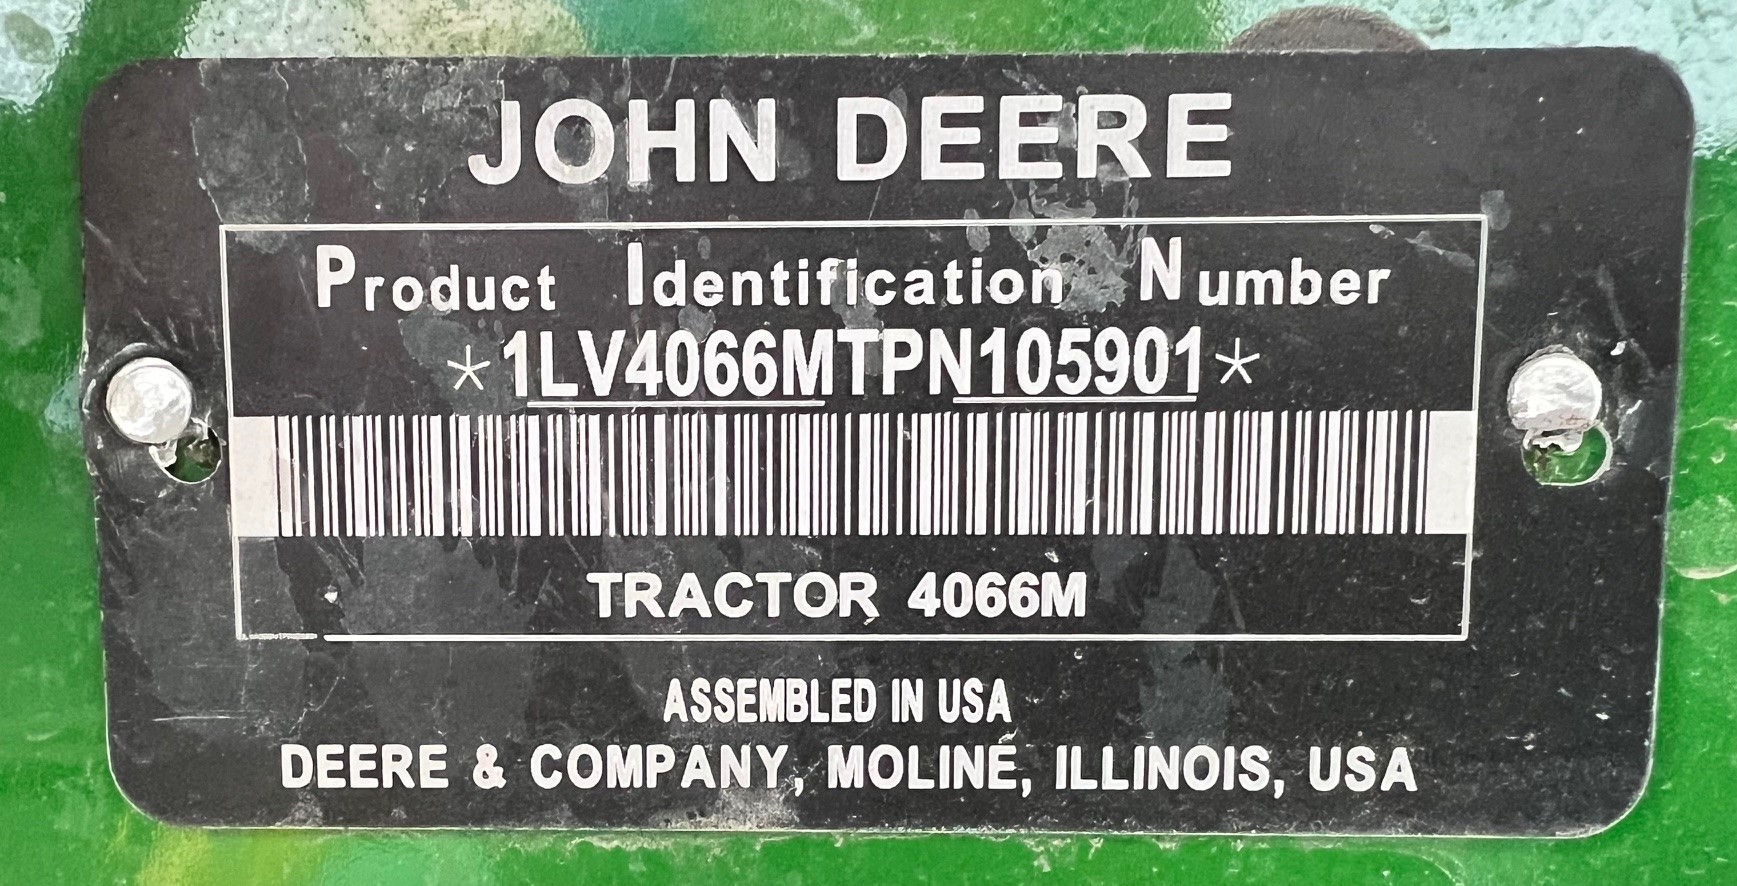 JOHN DEERE
Product Identification Number
*1LV4066MTPN105901*
TRACTOR 4066M
ASSEMBLED IN USA
DEERE & COMPANY, MOLINE, ILLINOIS, USA